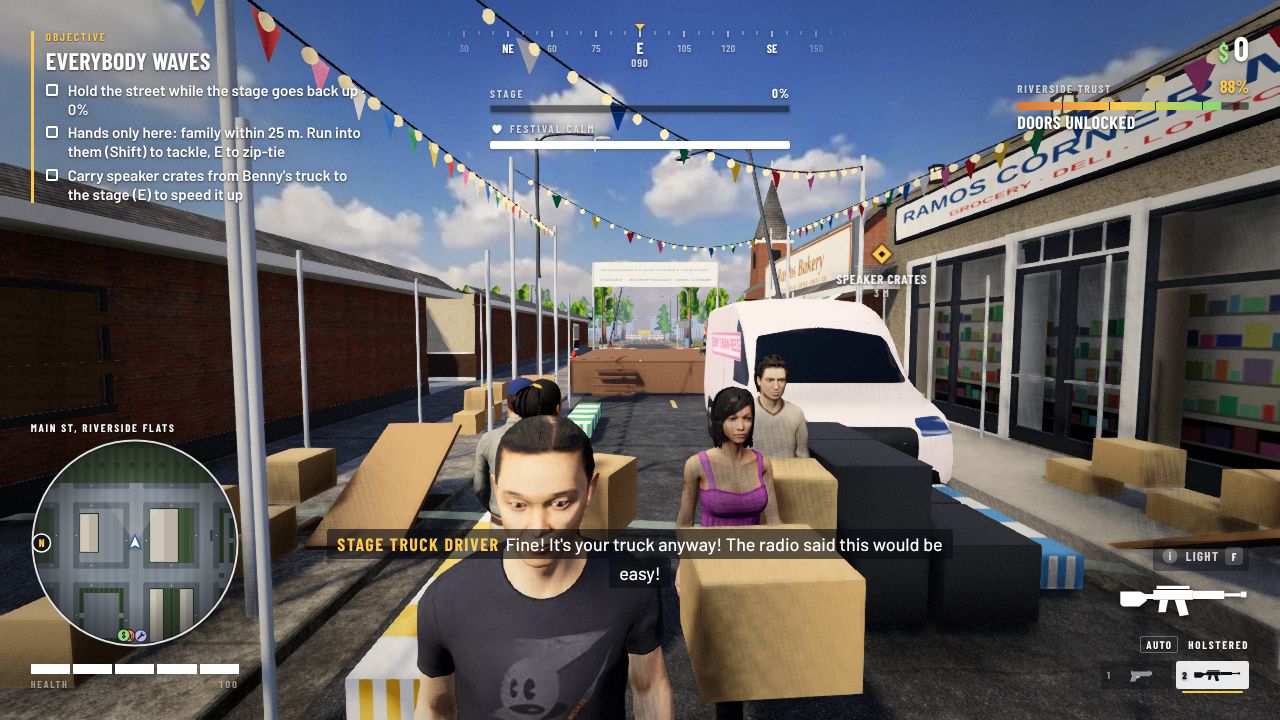 OBJECTIVE
EVERYBODY WAVES
Hold the street while the stage goes back up ·
0%
Hands only here: family within 25 m. Run into
them (Shift) to tackle, E to zip-tie
Carry speaker crates from Benny's truck to
the stage (E) to speed it up
30 NE 60 75 E 105 120 SE 150
090
STAGE 0%
FESTIVAL CALM
$ 0
RIVERSIDE TRUST 88%
DOORS UNLOCKED
RAMOS CORNER
GROCERY · DELI · LOT
Bakery
SPEAKER CRATES
3 M
MAIN ST, RIVERSIDE FLATS
N
$
STAGE TRUCK DRIVER Fine! It's your truck anyway! The radio said this would be
easy!
LIGHT F
AUTO HOLSTERED
1 2
HEALTH 100